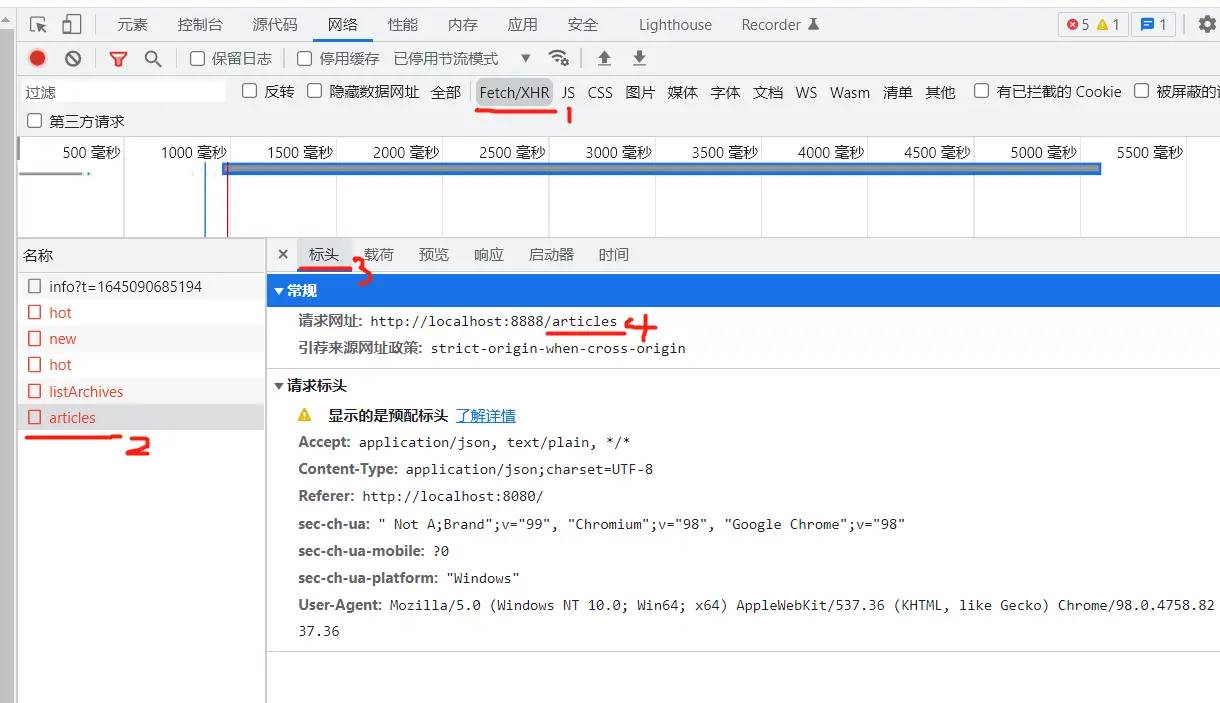 元素 控制台 源代码 网络 性能 内存 应用 安全 Lighthouse Recorder 5 1 1
保留日志 停用缓存 已停用节流模式
过滤 反转 隐藏数据网址 全部 Fetch/XHR JS CSS 图片 媒体 字体 文档 WS Wasm 清单 其他 有已拦截的 Cookie 被屏蔽的
1
第三方请求
500 毫秒 1000 毫秒 1500 毫秒 2000 毫秒 2500 毫秒 3000 毫秒 3500 毫秒 4000 毫秒 4500 毫秒 5000 毫秒 5500 毫秒
名称
info?t=1645090685194
hot
new
hot
listArchives
articles
2
标头 载荷 预览 响应 启动器 时间
3
常规
请求网址: http://localhost:8888/articles 4
引荐来源网址政策: strict-origin-when-cross-origin
请求标头
显示的是预配标头 了解详情
Accept: application/json, text/plain, */*
Content-Type: application/json;charset=UTF-8
Referer: http://localhost:8080/
sec-ch-ua: " Not A;Brand";v="99", "Chromium";v="98", "Google Chrome";v="98"
sec-ch-ua-mobile: ?0
sec-ch-ua-platform: "Windows"
User-Agent: Mozilla/5.0 (Windows NT 10.0; Win64; x64) AppleWebKit/537.36 (KHTML, like Gecko) Chrome/98.0.4758.82
37.36